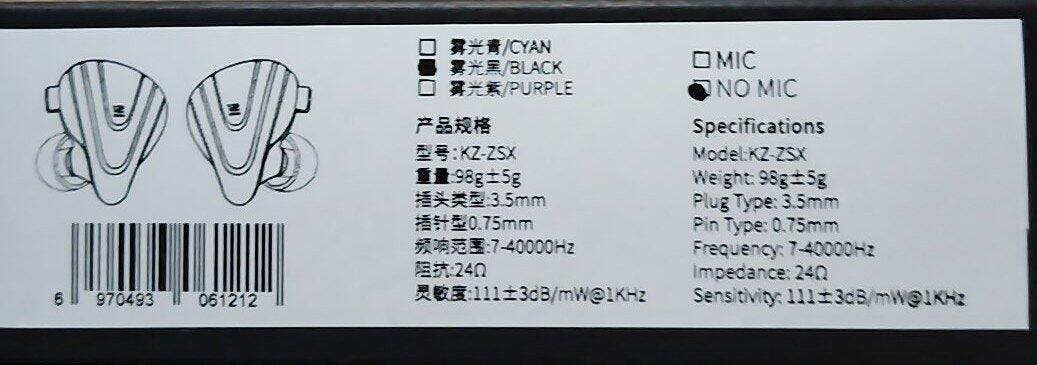 雾光青/CYAN
雾光黑/BLACK
雾光紫/PURPLE
MIC
NO MIC
产品规格
型号:KZ-ZSX
重量:98g±5g
插头类型:3.5mm
插针型0.75mm
频响范围:7-40000Hz
阻抗:24Ω
灵敏度:111±3dB/mW@1KHz
Specifications
Model:KZ-ZSX
Weight: 98g±5g
Plug Type: 3.5mm
Pin Type: 0.75mm
Frequency: 7-40000Hz
Impedance: 24Ω
Sensitivity: 111±3dB/mW@1KHz
6 970493 061212